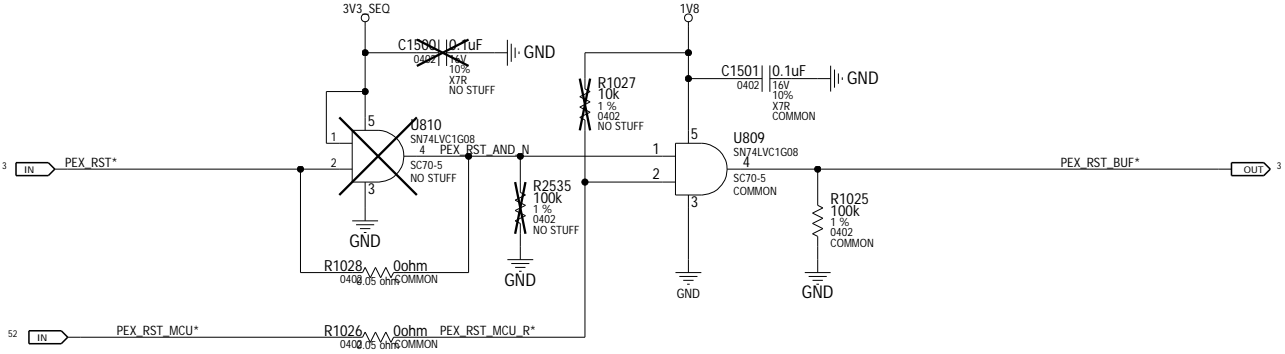 3V3_SEQ
1V8
C1500
0.1uF
0402
16V
10%
X7R
NO STUFF
GND
R1027
10k
1 %
0402
NO STUFF
C1501
0.1uF
0402
16V
10%
X7R
COMMON
GND
5
U810
SN74LVC1G08
1
4
PEX_RST_AND_N
2
SC70-5
NO STUFF
3
GND
5
U809
SN74LVC1G08
1
4
2
SC70-5
COMMON
3
GND
3
IN
PEX_RST*
PEX_RST_BUF*
OUT
3
R2535
100k
1 %
0402
NO STUFF
GND
R1025
100k
1 %
0402
COMMON
GND
R1028
0ohm
0402
0.05 ohm
COMMON
52
IN
PEX_RST_MCU*
R1026
0ohm
0402
0.05 ohm
COMMON
PEX_RST_MCU_R*